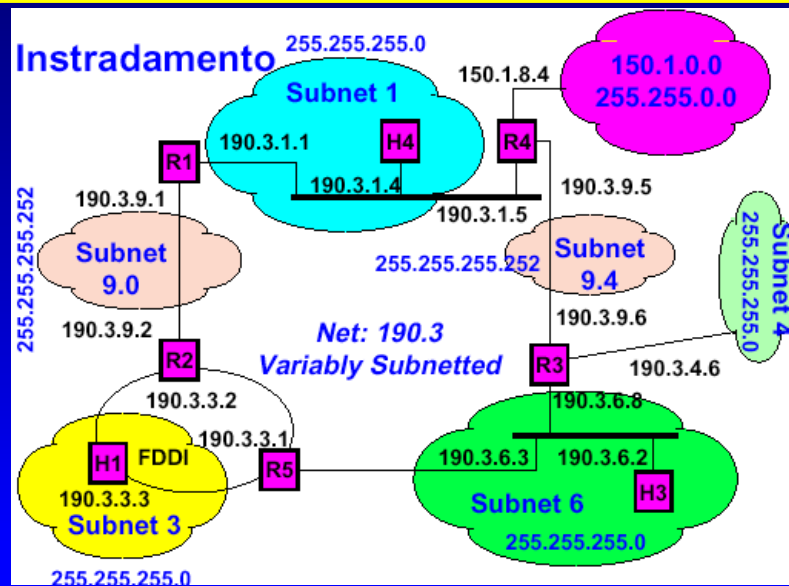 Instradamento
255.255.255.0
Subnet 1
150.1.8.4
150.1.0.0
255.255.0.0
R1
190.3.1.1
H4
R4
190.3.1.4
190.3.9.1
190.3.1.5
190.3.9.5
255.255.255.252
Subnet
9.0
255.255.255.252
Subnet
9.4
Subnet 4
255.255.255.0
190.3.9.2
Net: 190.3
Variably Subnetted
190.3.9.6
R2
R3
190.3.4.6
190.3.3.2
190.3.6.8
190.3.3.1
H1
FDDI
R5
190.3.6.3
190.3.6.2
H3
190.3.3.3
Subnet 3
Subnet 6
255.255.255.0
255.255.255.0